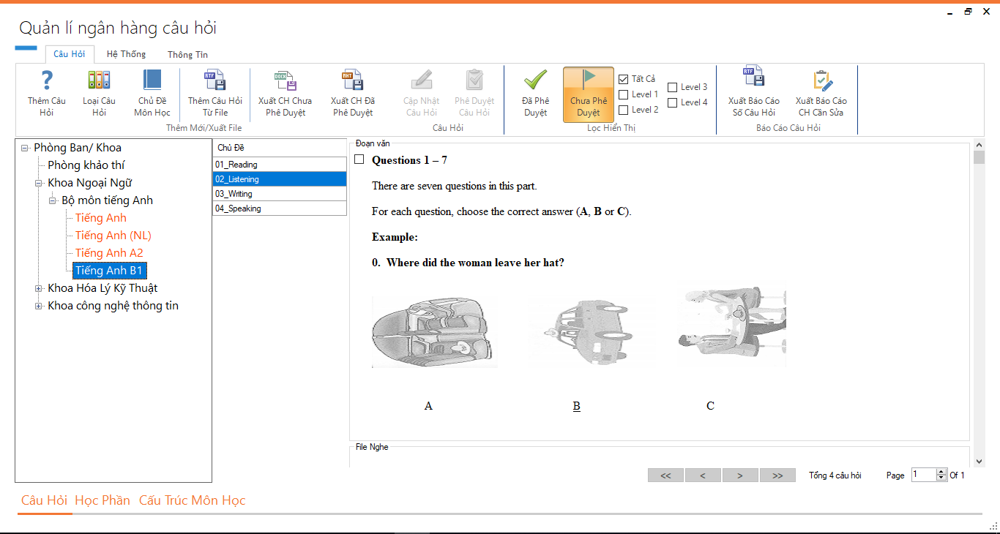 Quản lí ngân hàng câu hỏi
Câu Hỏi Hệ Thống Thông Tin
Thêm Câu Hỏi
Loại Câu Hỏi
Chủ Đề Môn Học
RTF
Thêm Câu Hỏi Từ File
DOCX
Xuất CH Chưa Phê Duyệt
MHT
Xuất CH Đã Phê Duyệt
Cập Nhật Câu Hỏi
Phê Duyệt Câu Hỏi
Đã Phê Duyệt
Chưa Phê Duyệt
Tất Cả
Level 1
Level 2
Level 3
Level 4
RTF
Xuất Báo Cáo Số Câu Hỏi
Xuất Báo Cáo CH Cần Sửa
Thêm Mới/Xuất File
Câu Hỏi
Lọc Hiển Thị
Báo Cáo Câu Hỏi
Phòng Ban/ Khoa
Phòng khảo thí
Khoa Ngoại Ngữ
Bộ môn tiếng Anh
Tiếng Anh
Tiếng Anh (NL)
Tiếng Anh A2
Tiếng Anh B1
Khoa Hóa Lý Kỹ Thuật
Khoa công nghệ thông tin
Chủ Đề
01_Reading
02_Listening
03_Writing
04_Speaking
Đoạn văn
Questions 1 – 7
There are seven questions in this part.
For each question, choose the correct answer (A, B or C).
Example:
0. Where did the woman leave her hat?
A B C
File Nghe
<< < > >> Tổng 4 câu hỏi Page 1 Of 1
Câu Hỏi Học Phần Cấu Trúc Môn Học